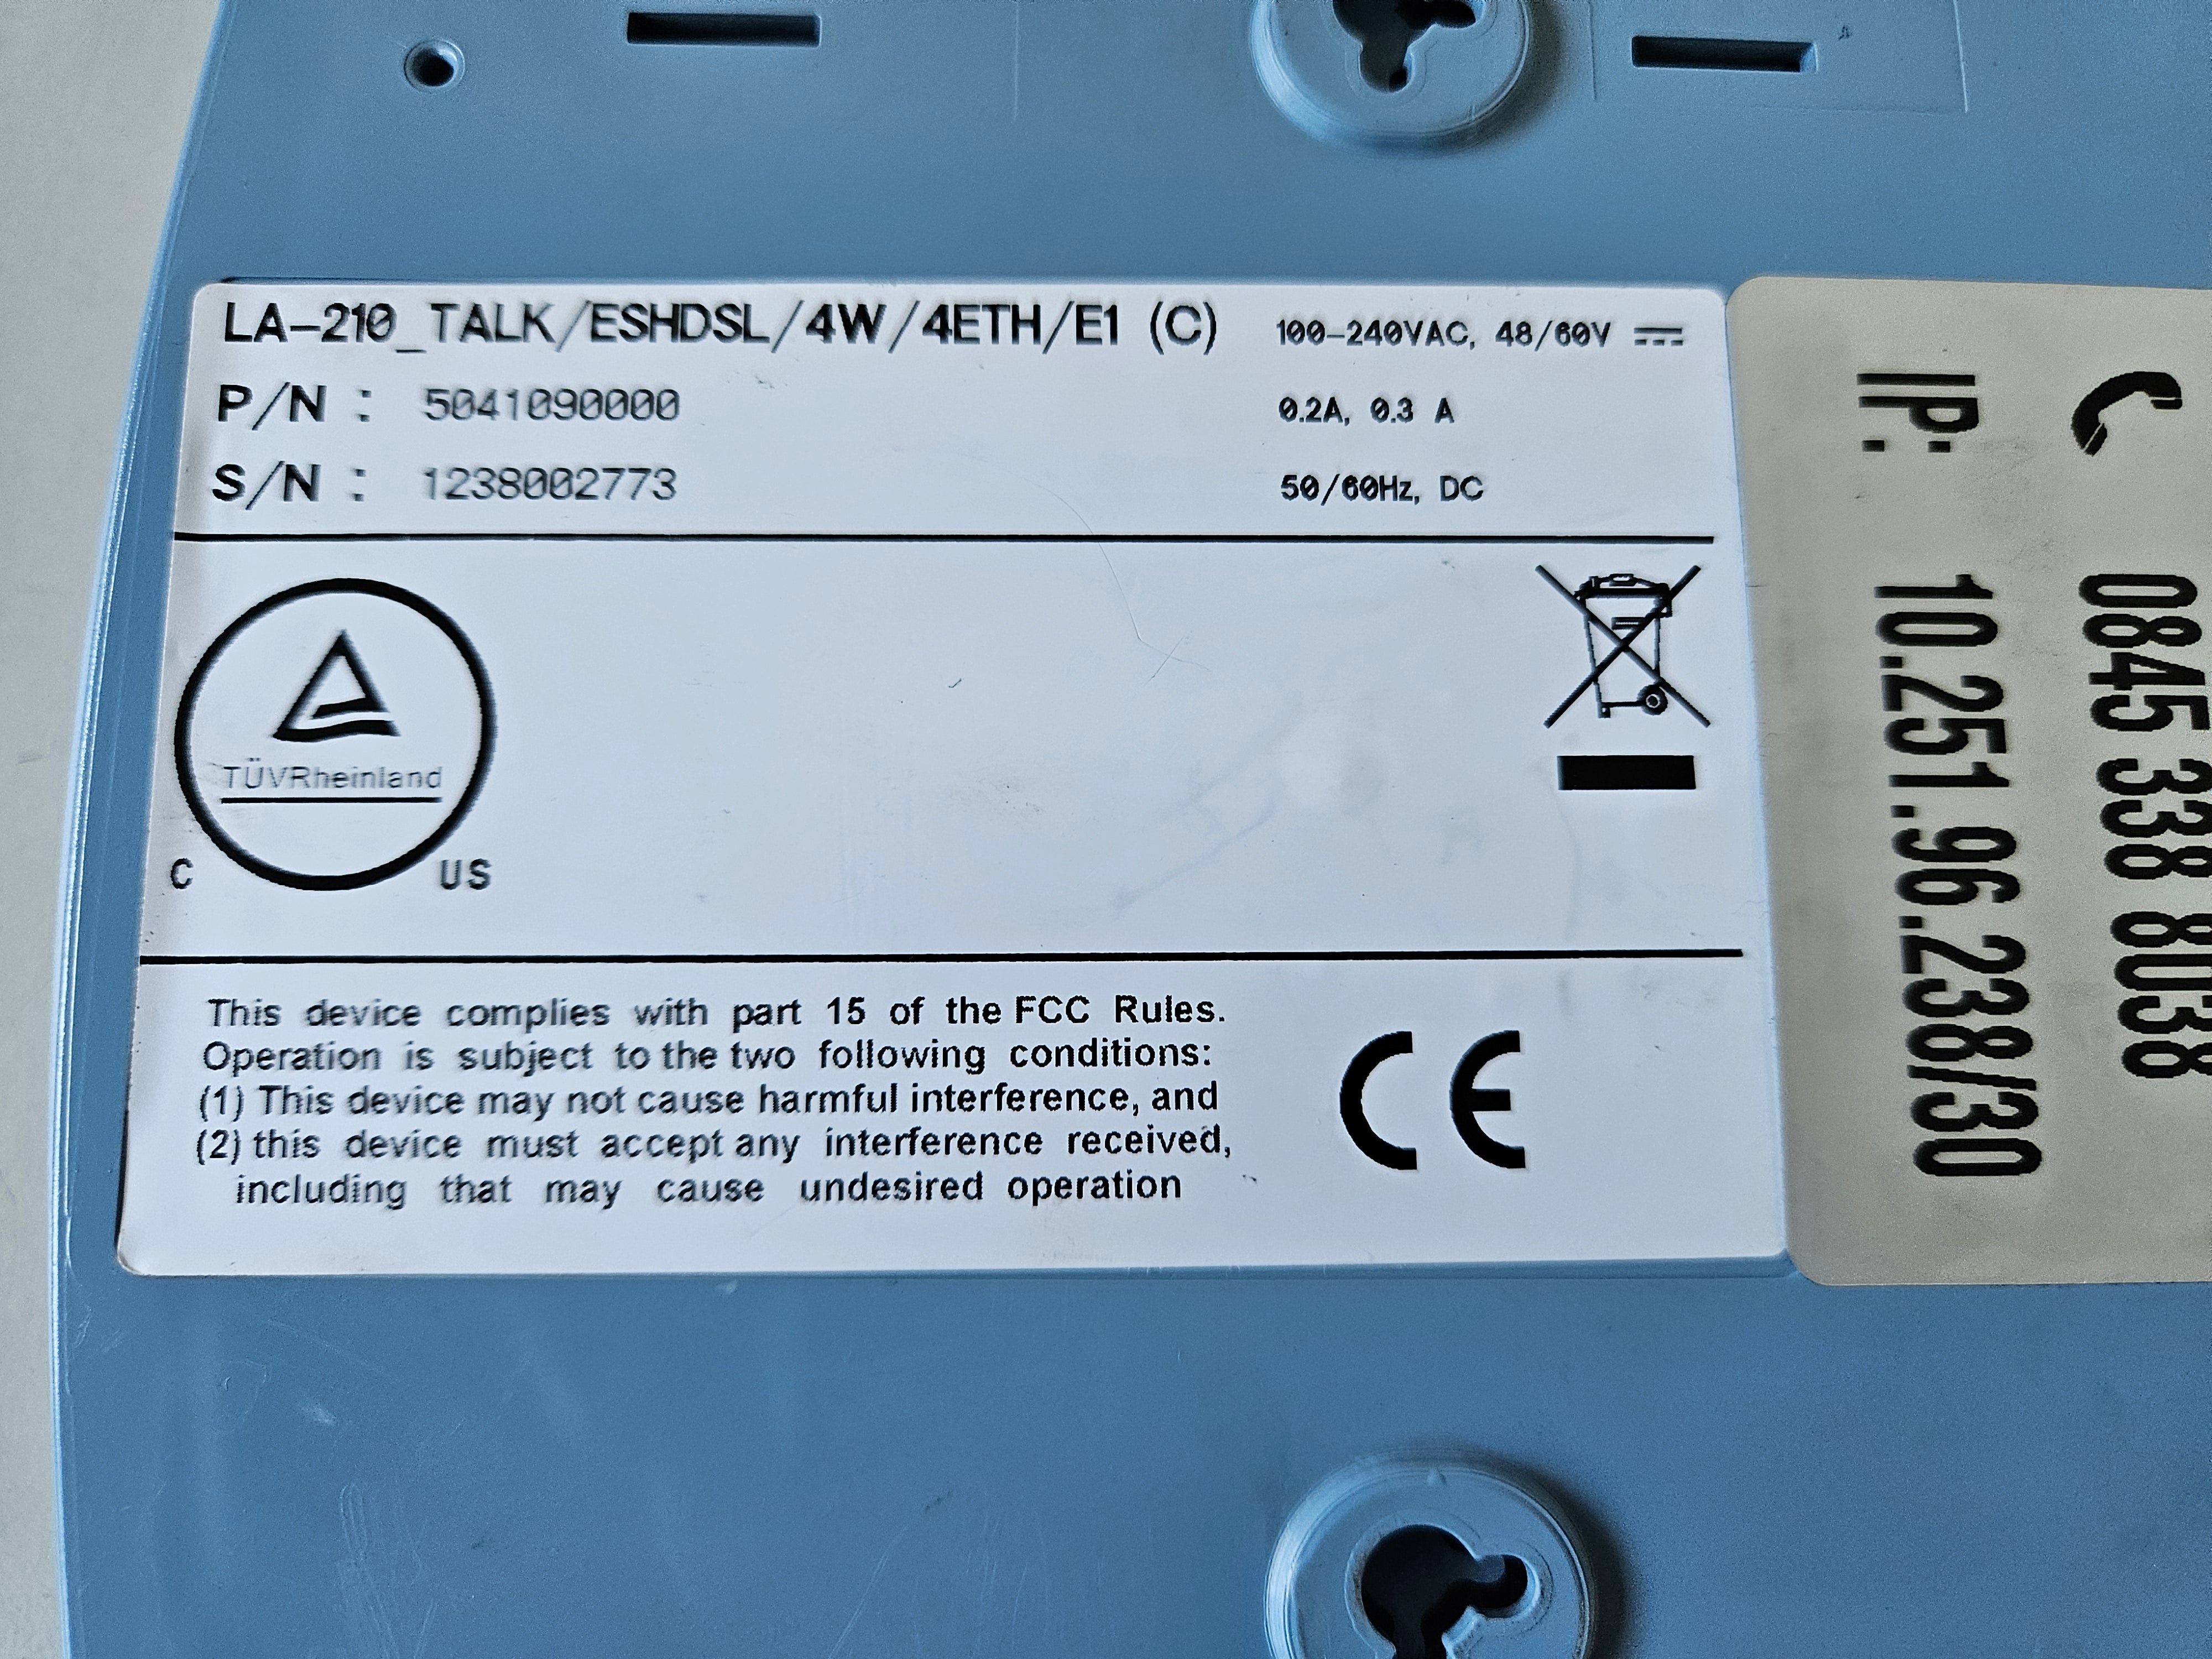 LA-210_TALK/ESHDSL/4W/4ETH/E1 (C)
100-240VAC, 48/60V
P/N : 5041090000
0.2A, 0.3 A
S/N : 1238002773
50/60Hz, DC
TÜVRheinland
C US
This device complies with part 15 of the FCC Rules.
Operation is subject to the two following conditions:
(1) This device may not cause harmful interference, and
(2) this device must accept any interference received,
including that may cause undesired operation
CE
0845 338 8038
IP: 10.251.96.238/30